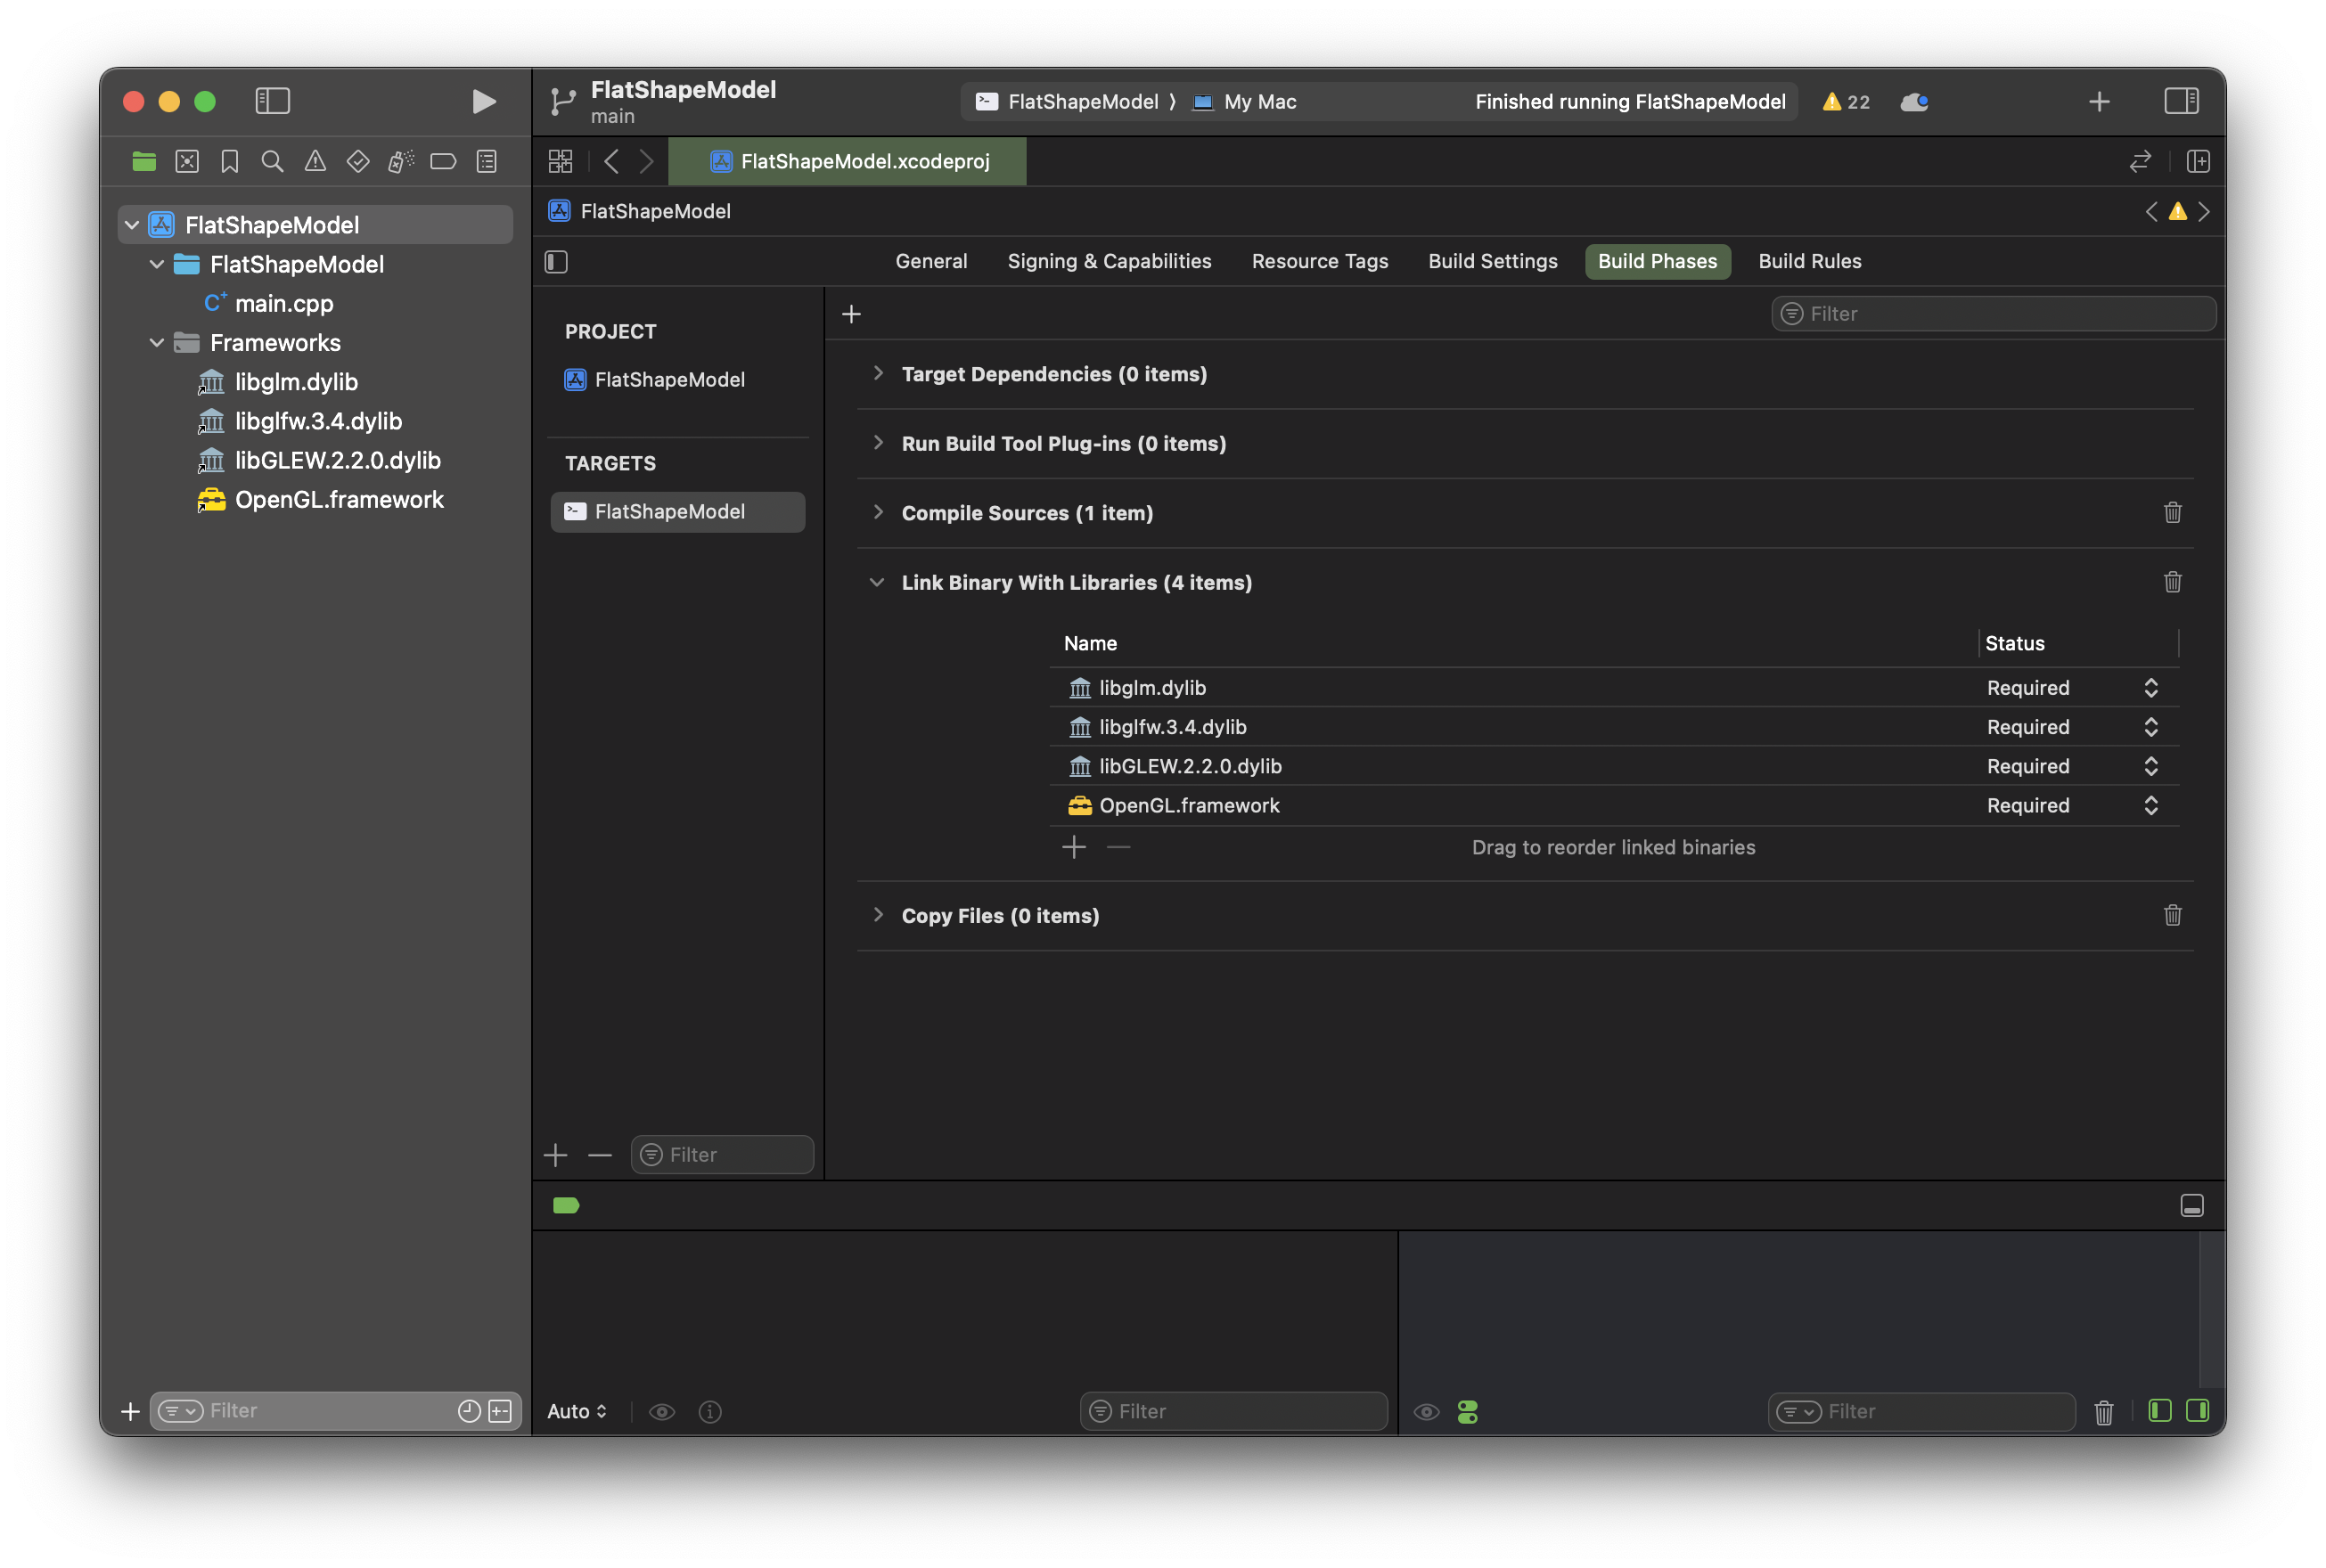 FlatShapeModel
main
FlatShapeModel ⟩ My Mac
Finished running FlatShapeModel
22
FlatShapeModel.xcodeproj
FlatShapeModel
FlatShapeModel
main.cpp
Frameworks
libglm.dylib
libglfw.3.4.dylib
libGLEW.2.2.0.dylib
OpenGL.framework
Filter
FlatShapeModel
General Signing & Capabilities Resource Tags Build Settings Build Phases Build Rules
PROJECT
FlatShapeModel
TARGETS
FlatShapeModel
Filter
Filter
Target Dependencies (0 items)
Run Build Tool Plug-ins (0 items)
Compile Sources (1 item)
Link Binary With Libraries (4 items)
Name Status
libglm.dylib Required
libglfw.3.4.dylib Required
libGLEW.2.2.0.dylib Required
OpenGL.framework Required
Drag to reorder linked binaries
Copy Files (0 items)
Auto
Filter
Filter